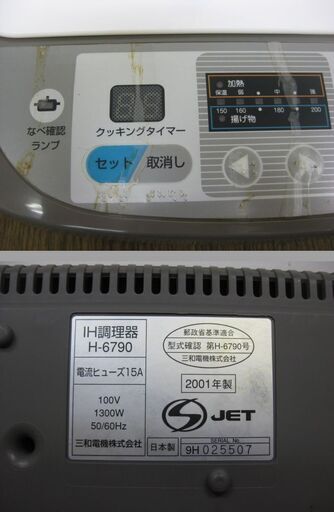 加熱
保温 弱 ● 中 ● 強
150 160 180 200
揚げ物
なべ確認
ランプ
クッキングタイマー
セット 取消し
IH調理器
H-6790
電流ヒューズ15A
100V
1300W
50/60Hz
三和電機株式会社
郵政省基準適合
型式確認 第H-6790号
三和電機株式会社
2001年製
JET
日本製
SERIAL No.
9H 025507